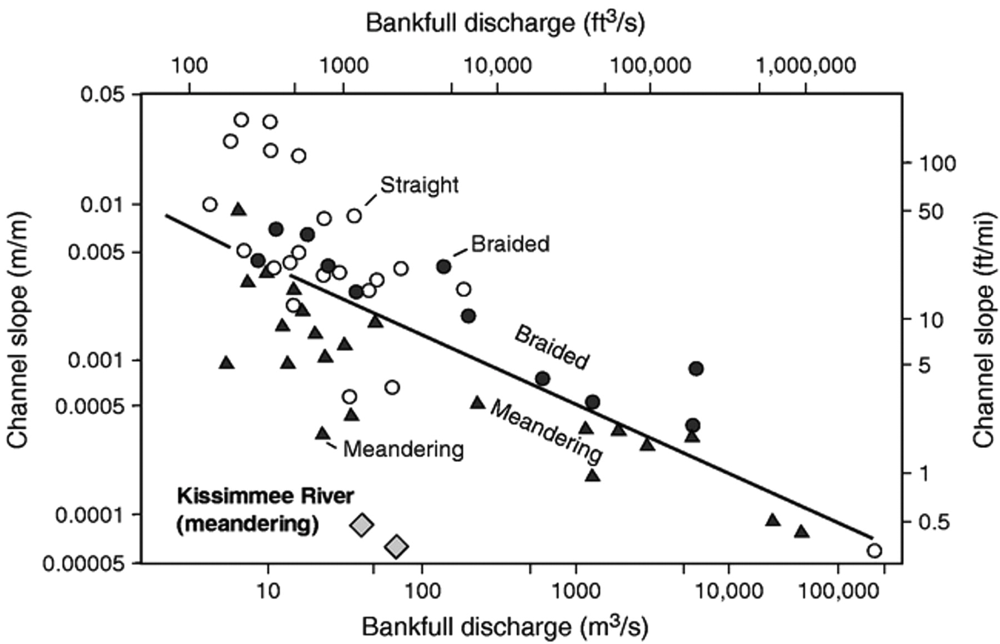 Bankfull discharge (ft³/s)
100 1000 10,000 100,000 1,000,000
0.05
0.01
0.005
0.001
0.0005
0.0001
0.00005
Channel slope (m/m)
Straight
Braided
Braided
Meandering
Meandering
Kissimmee River
(meandering)
100
50
10
5
1
0.5
Channel slope (ft/mi)
10 100 1000 10,000 100,000
Bankfull discharge (m³/s)